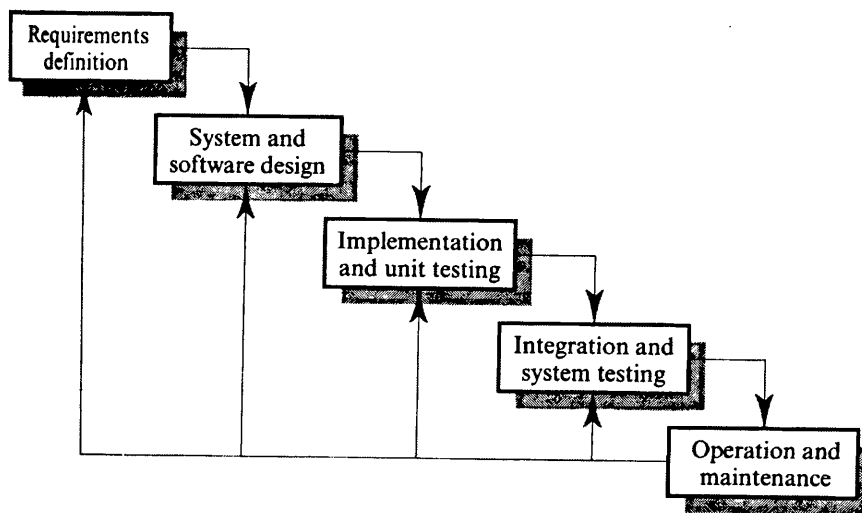 Requirements
definition
System and
software design
Implementation
and unit testing
Integration and
system testing
Operation and
maintenance